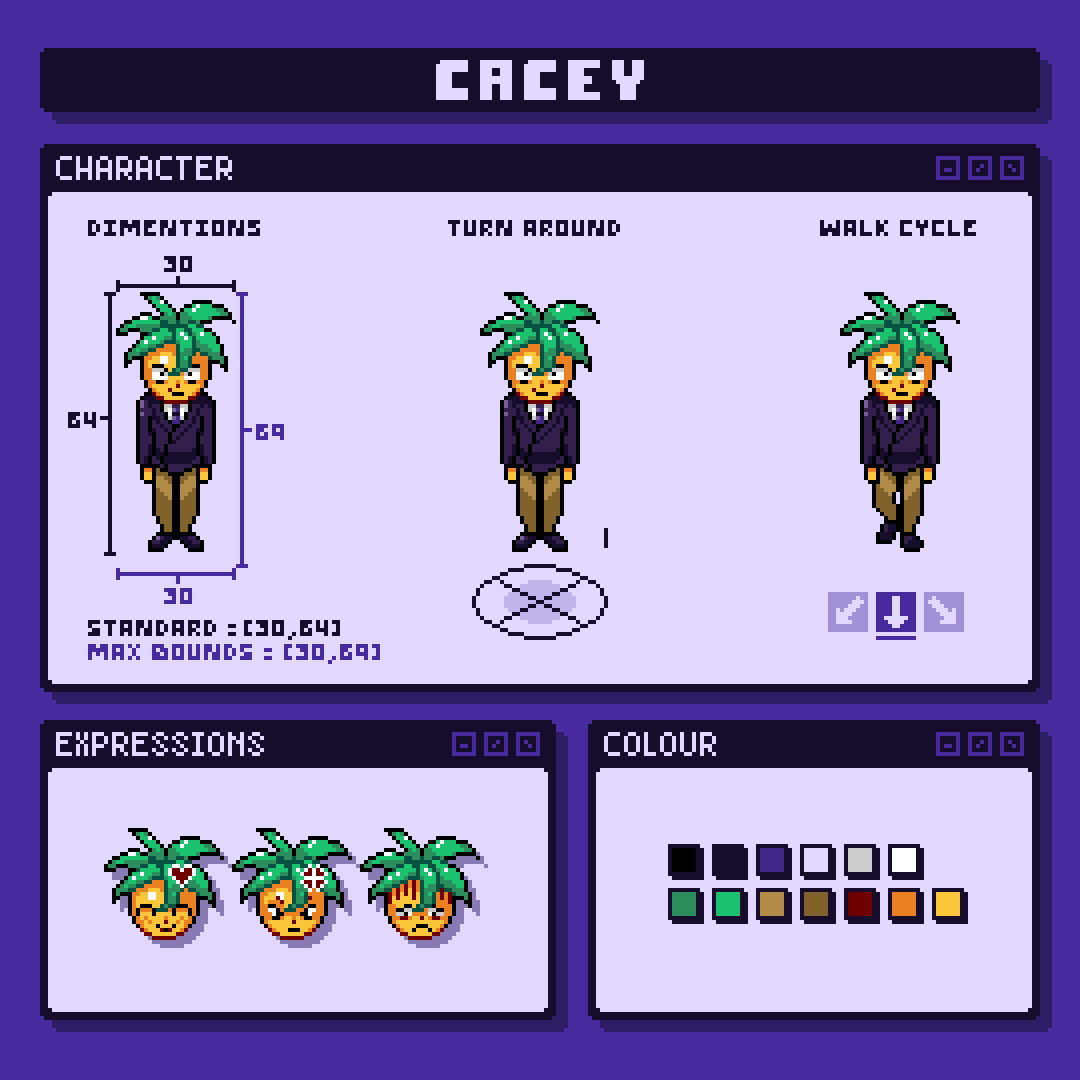 CACEY
CHARACTER
DIMENTIONS
TURN AROUND
WALK CYCLE
30
64
69
30
STANDARD :[30,64]
MAX BOUNDS : [30,69]
EXPRESSIONS
COLOUR